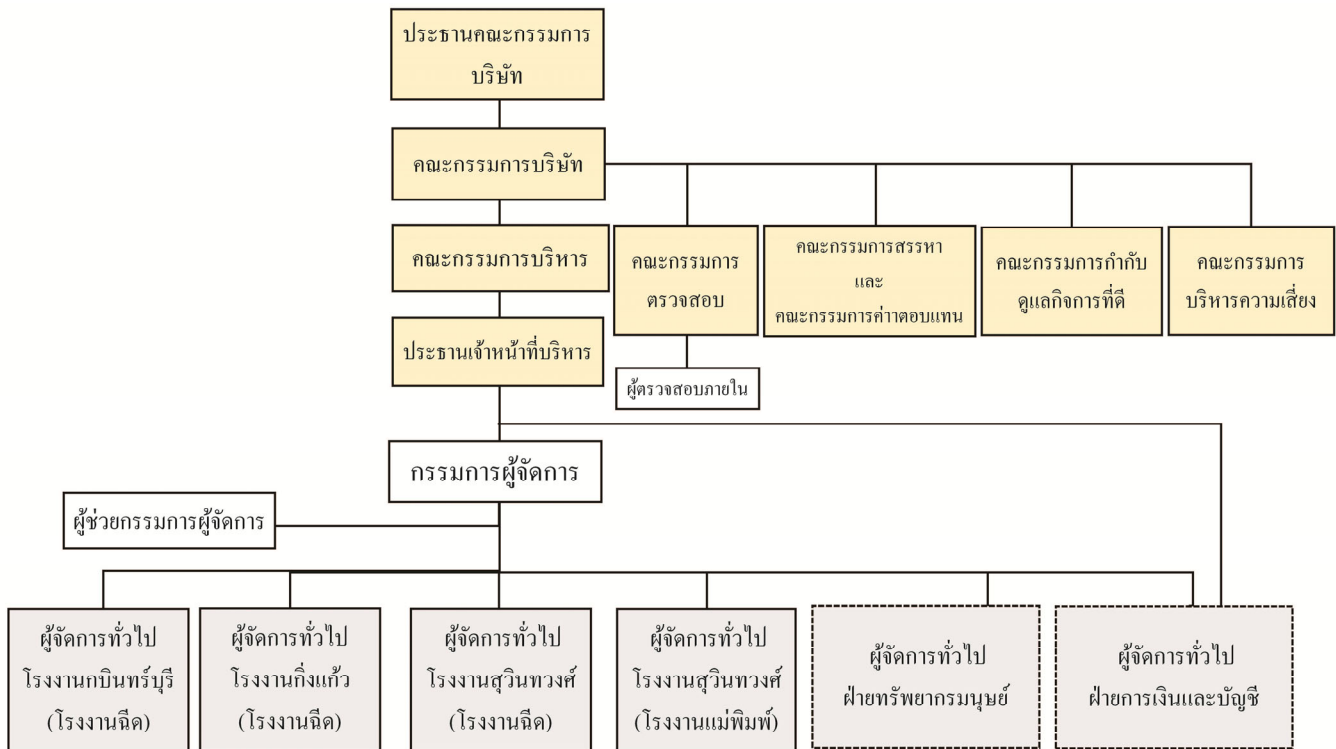 ประธานคณะกรรมการ
บริษัท
คณะกรรมการบริษัท
คณะกรรมการบริหาร
คณะกรรมการ
ตรวจสอบ
คณะกรรมการสรรหา
และ
คณะกรรมการค่าาตอบแทน
คณะกรรมการกำกับ
ดูแลกิจการที่ดี
คณะกรรมการ
บริหารความเสี่ยง
ประธานเจ้าหน้าที่บริหาร
ผู้ตรวจสอบภายใน
กรรมการผู้จัดการ
ผู้ช่วยกรรมการผู้จัดการ
ผู้จัดการทั่วไป
โรงงานกบินทร์บุรี
(โรงงานฉีด)
ผู้จัดการทั่วไป
โรงงานกิ่งแก้ว
(โรงงานฉีด)
ผู้จัดการทั่วไป
โรงงานสุวินทวงศ์
(โรงงานฉีด)
ผู้จัดการทั่วไป
โรงงานสุวินทวงศ์
(โรงงานแม่พิมพ์)
ผู้จัดการทั่วไป
ฝ่ายทรัพยากรมนุษย์
ผู้จัดการทั่วไป
ฝ่ายการเงินและบัญชี